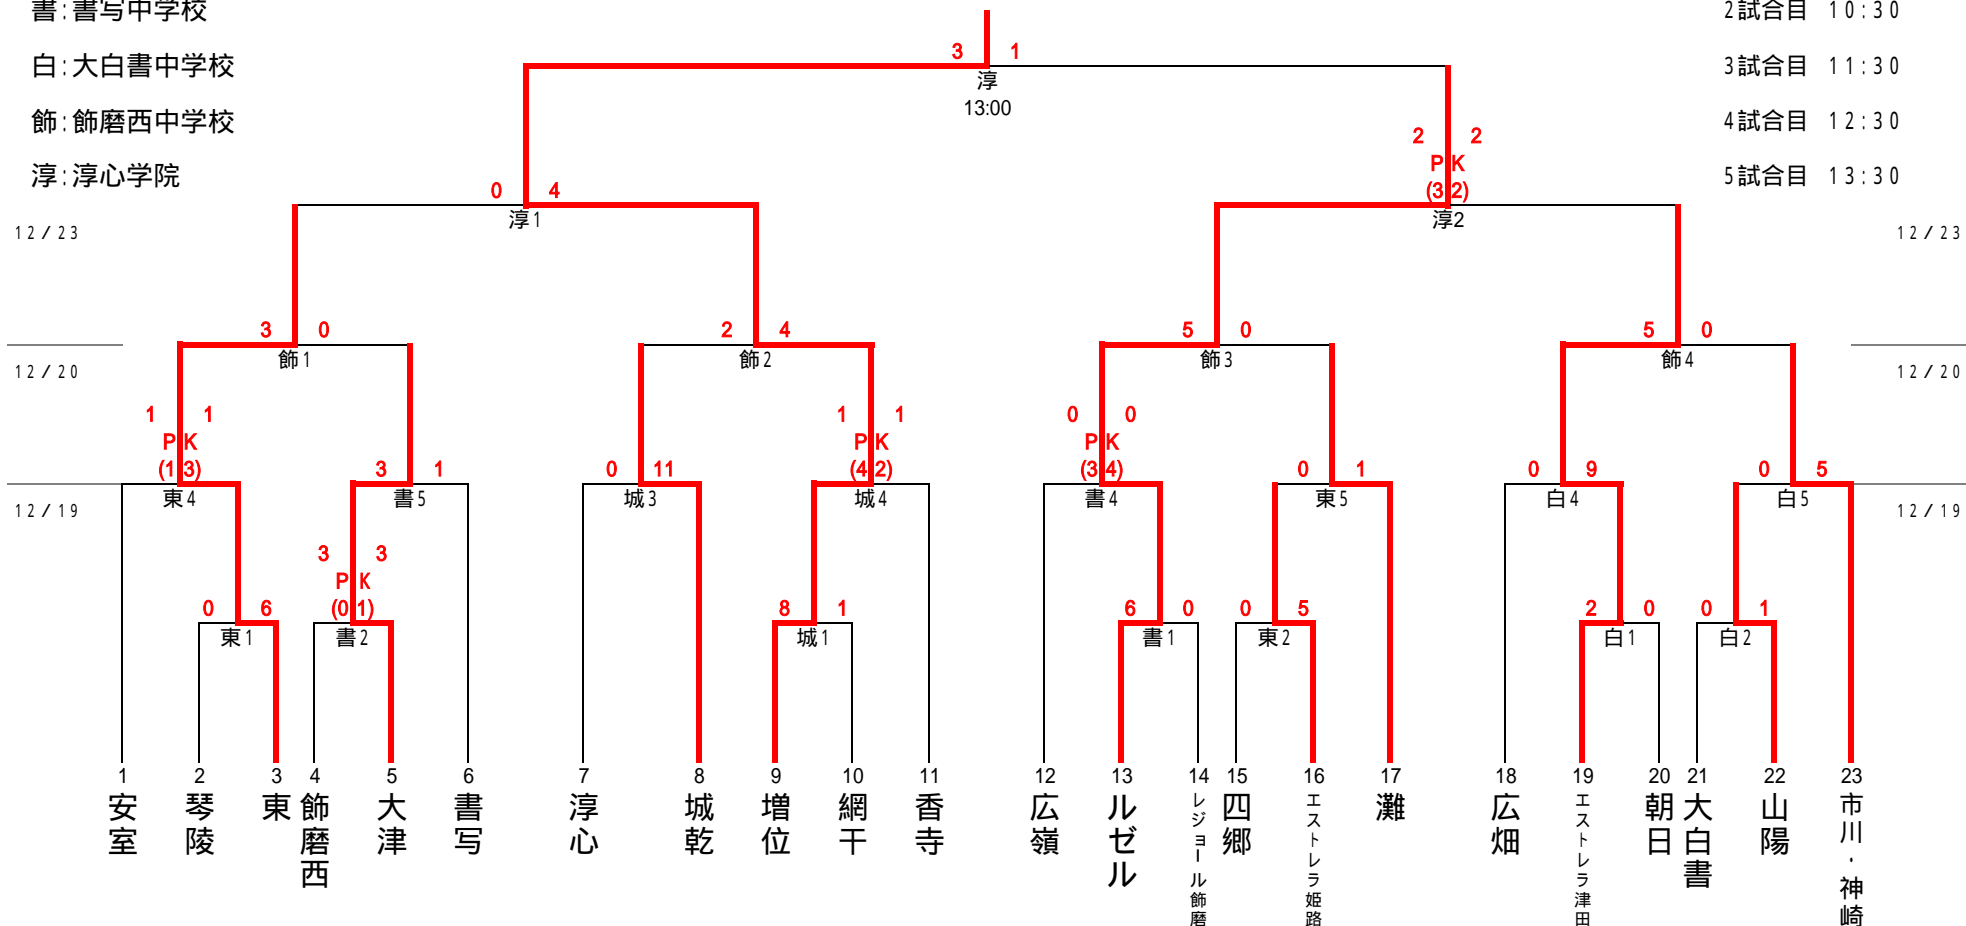 書:書写中学校
2試合目 10:30
3 1
白:大白書中学校
3試合目 11:30
淳
13:00
飾:飾磨西中学校
4試合目 12:30
2 2
PK
(3 2)
淳:淳心学院
5試合目 13:30
0 4
淳1
淳2
12/23
12/23
3 0
2 4
5 0
5 0
飾1
飾2
飾3
飾4
12/20
12/20
1 1
PK
(1 3)
1 1
PK
(4 2)
0 0
PK
(3 4)
3 1
0 11
0 1
0 9
0 5
東4
書5
城3
城4
書4
東5
白4
白5
12/19
12/19
3 3
PK
(0 1)
0 6
8 1
6 0
0 5
2 0
0 1
東1
書2
城1
書1
東2
白1
白2
1 2 3 4 5 6 7 8 9 10 11 12 13 14 15 16 17 18 19 20 21 22 23
安室
琴陵
東
飾磨西
大津
書写
淳心
城乾
増位
網干
香寺
広嶺
ルゼル
レジョール飾磨
四郷
エストレラ姫路
灘
広畑
エストレラ津田
朝日
大白書
山陽
市川・神崎